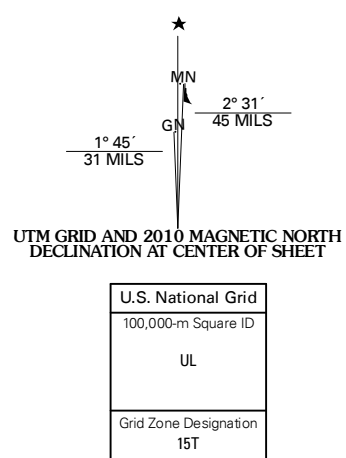 MN
2° 31´
45 MILS
GN
1° 45´
31 MILS
UTM GRID AND 2010 MAGNETIC NORTH
DECLINATION AT CENTER OF SHEET
U.S. National Grid
100,000-m Square ID
UL
Grid Zone Designation
15T